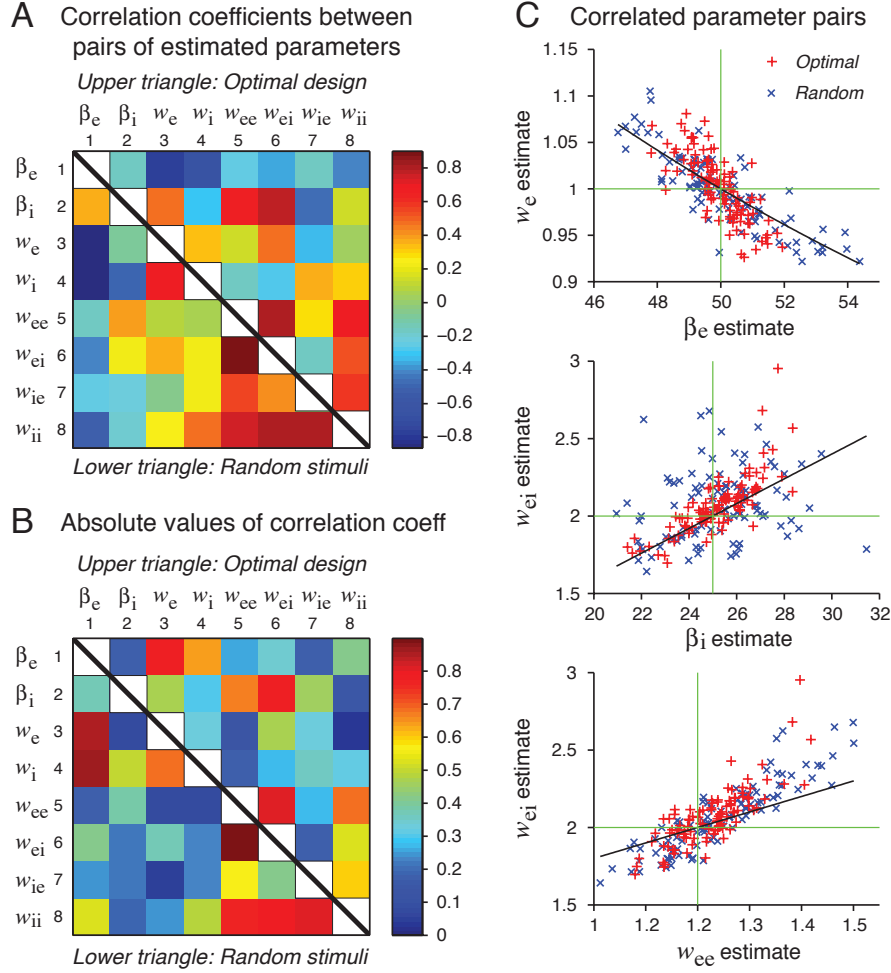 A Correlation coefficients between
pairs of estimated parameters
Upper triangle: Optimal design
βe βi we wi wee wei wie wii
1 2 3 4 5 6 7 8
βe 1
βi 2
we 3
wi 4
wee 5
wei 6
wie 7
wii 8
0.8
0.6
0.4
0.2
0
−0.2
−0.4
−0.6
−0.8
Lower triangle: Random stimuli
B Absolute values of correlation coeff
Upper triangle: Optimal design
βe βi we wi wee wei wie wii
1 2 3 4 5 6 7 8
βe 1
βi 2
we 3
wi 4
wee 5
wei 6
wie 7
wii 8
0.8
0.7
0.6
0.5
0.4
0.3
0.2
0.1
0
Lower triangle: Random stimuli
C Correlated parameter pairs
Optimal
Random
we estimate
1.15
1.1
1.05
1
0.95
0.9
46 48 50 52 54
βe estimate
wei estimate
3
2.5
2
1.5
20 22 24 26 28 30 32
βi estimate
wei estimate
3
2.5
2
1.5
1 1.2 1.2 1.3 1.4 1.5
wee estimate